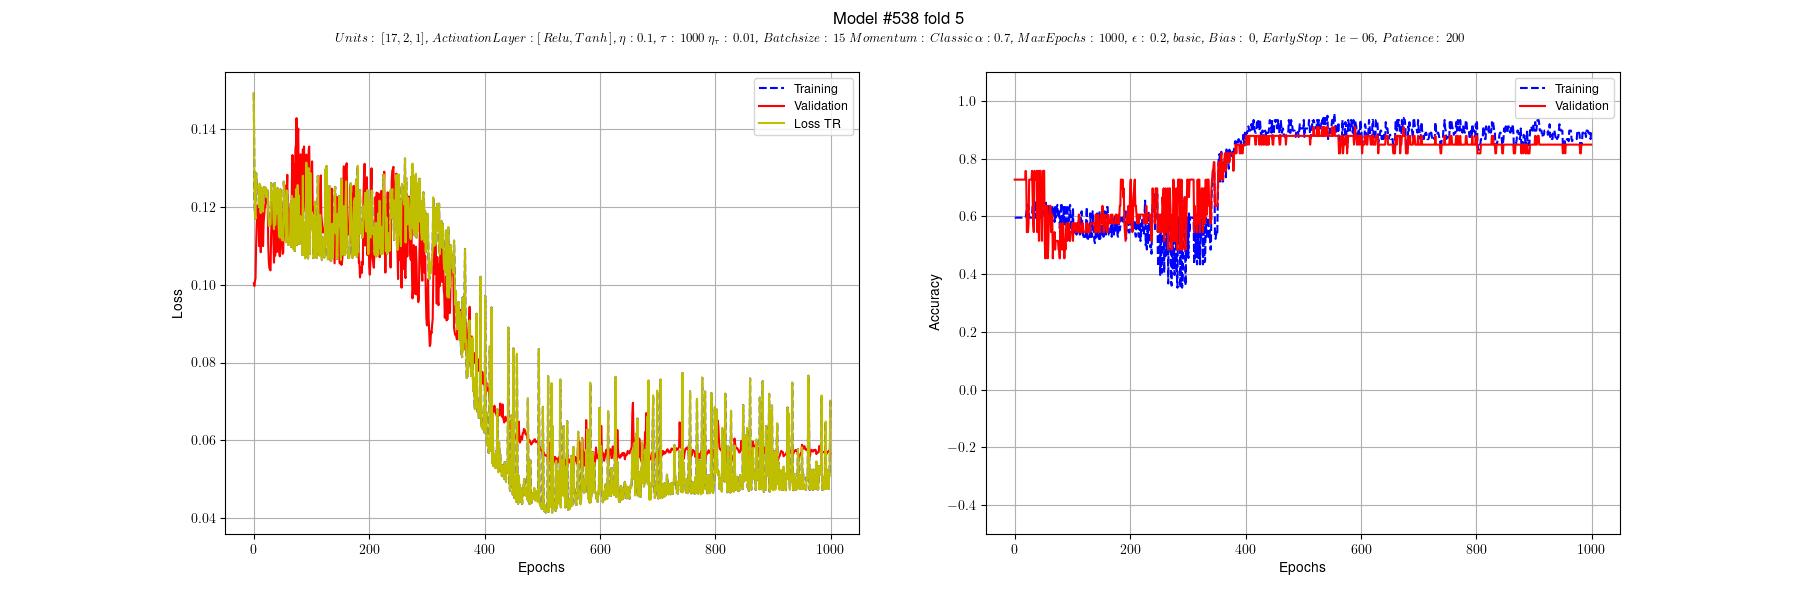 Model #538 fold 5
Units : [17, 2, 1], ActivationLayer : [Relu, Tanh], η : 0.1, τ : 1000 ητ : 0.01, Batchsize : 15 Momentum : Classic α : 0.7, MaxEpochs : 1000, ϵ : 0.2, basic, Bias : 0, EarlyStop : 1e − 06, Patience : 200
Training
Validation
Loss TR
0.14
0.12
0.10
0.08
0.06
0.04
Loss
0 200 400 600 800 1000
Epochs
Training
Validation
1.0
0.8
0.6
0.4
0.2
0.0
−0.2
−0.4
Accuracy
0 200 400 600 800 1000
Epochs